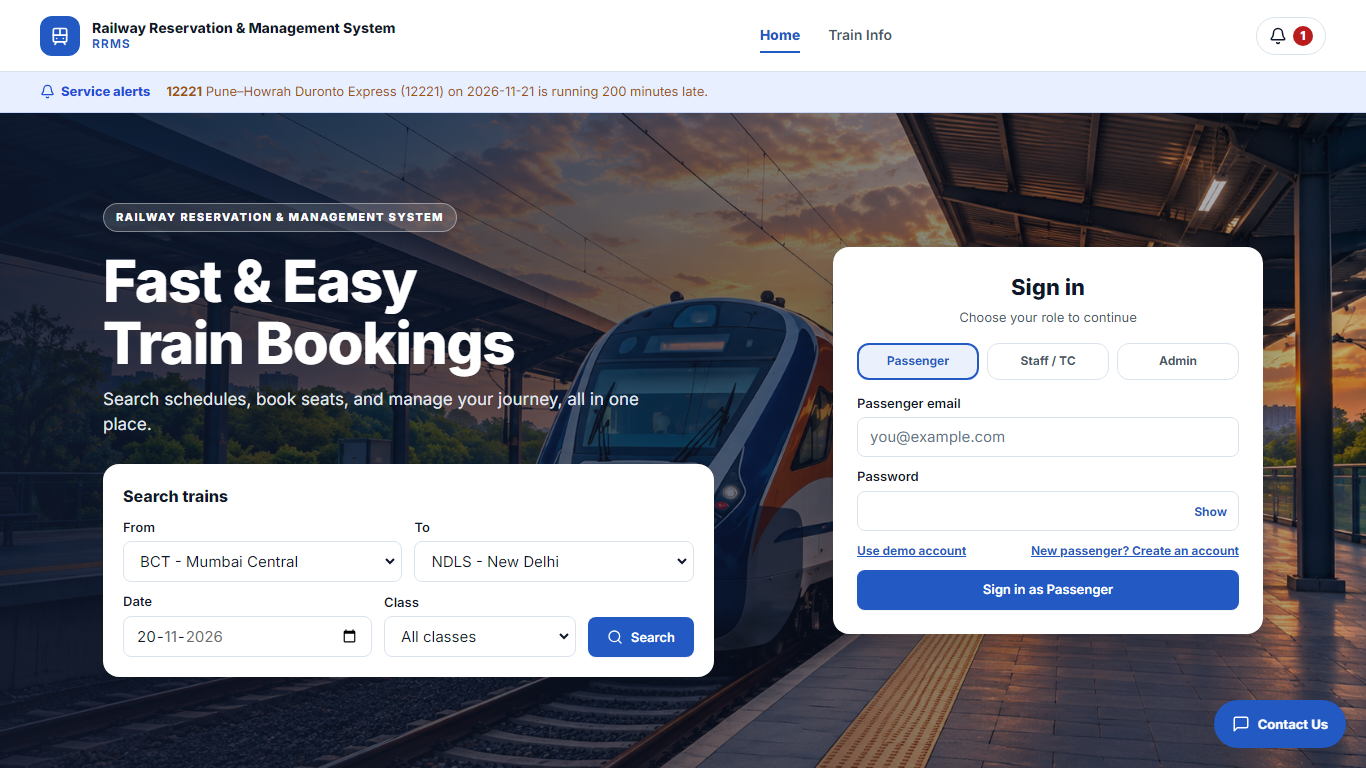 Railway Reservation & Management System
RRMS
Home
Train Info
1
Service alerts
12221 Pune–Howrah Duronto Express (12221) on 2026-11-21 is running 200 minutes late.
RAILWAY RESERVATION & MANAGEMENT SYSTEM
Fast & Easy
Train Bookings
Search schedules, book seats, and manage your journey, all in one
place.
Search trains
From
To
BCT - Mumbai Central
NDLS - New Delhi
Date
Class
20-11-2026
All classes
Search
Sign in
Choose your role to continue
Passenger
Staff / TC
Admin
Passenger email
you@example.com
Password
Show
Use demo account
New passenger? Create an account
Sign in as Passenger
Contact Us